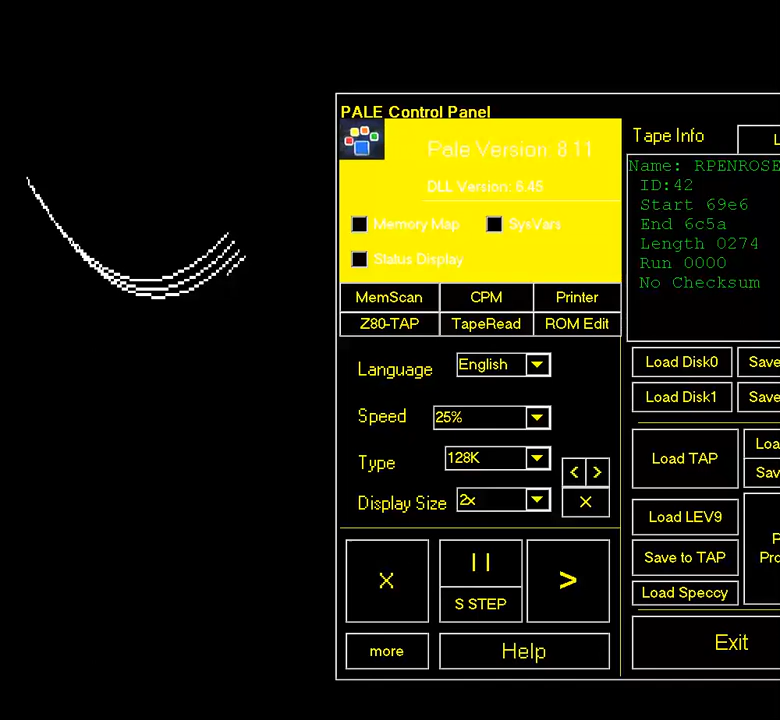 PALE Control Panel
Pale Version: 8.11
DLL Version: 6.45
Memory Map
SysVars
Status Display
MemScan
CPM
Printer
Z80-TAP
TapeRead
ROM Edit
Language
English
Speed
25%
Type
128K
< >
Display Size
2x
X
X
||
>
S STEP
more
Help
Tape Info
Name: RPENROSE
ID:42
Start 69e6
End 6c5a
Length 0274
Run 0000
No Checksum
Load Disk0
Save
Load Disk1
Save
Load TAP
Load LEV9
Save to TAP
Load Speccy
Exit